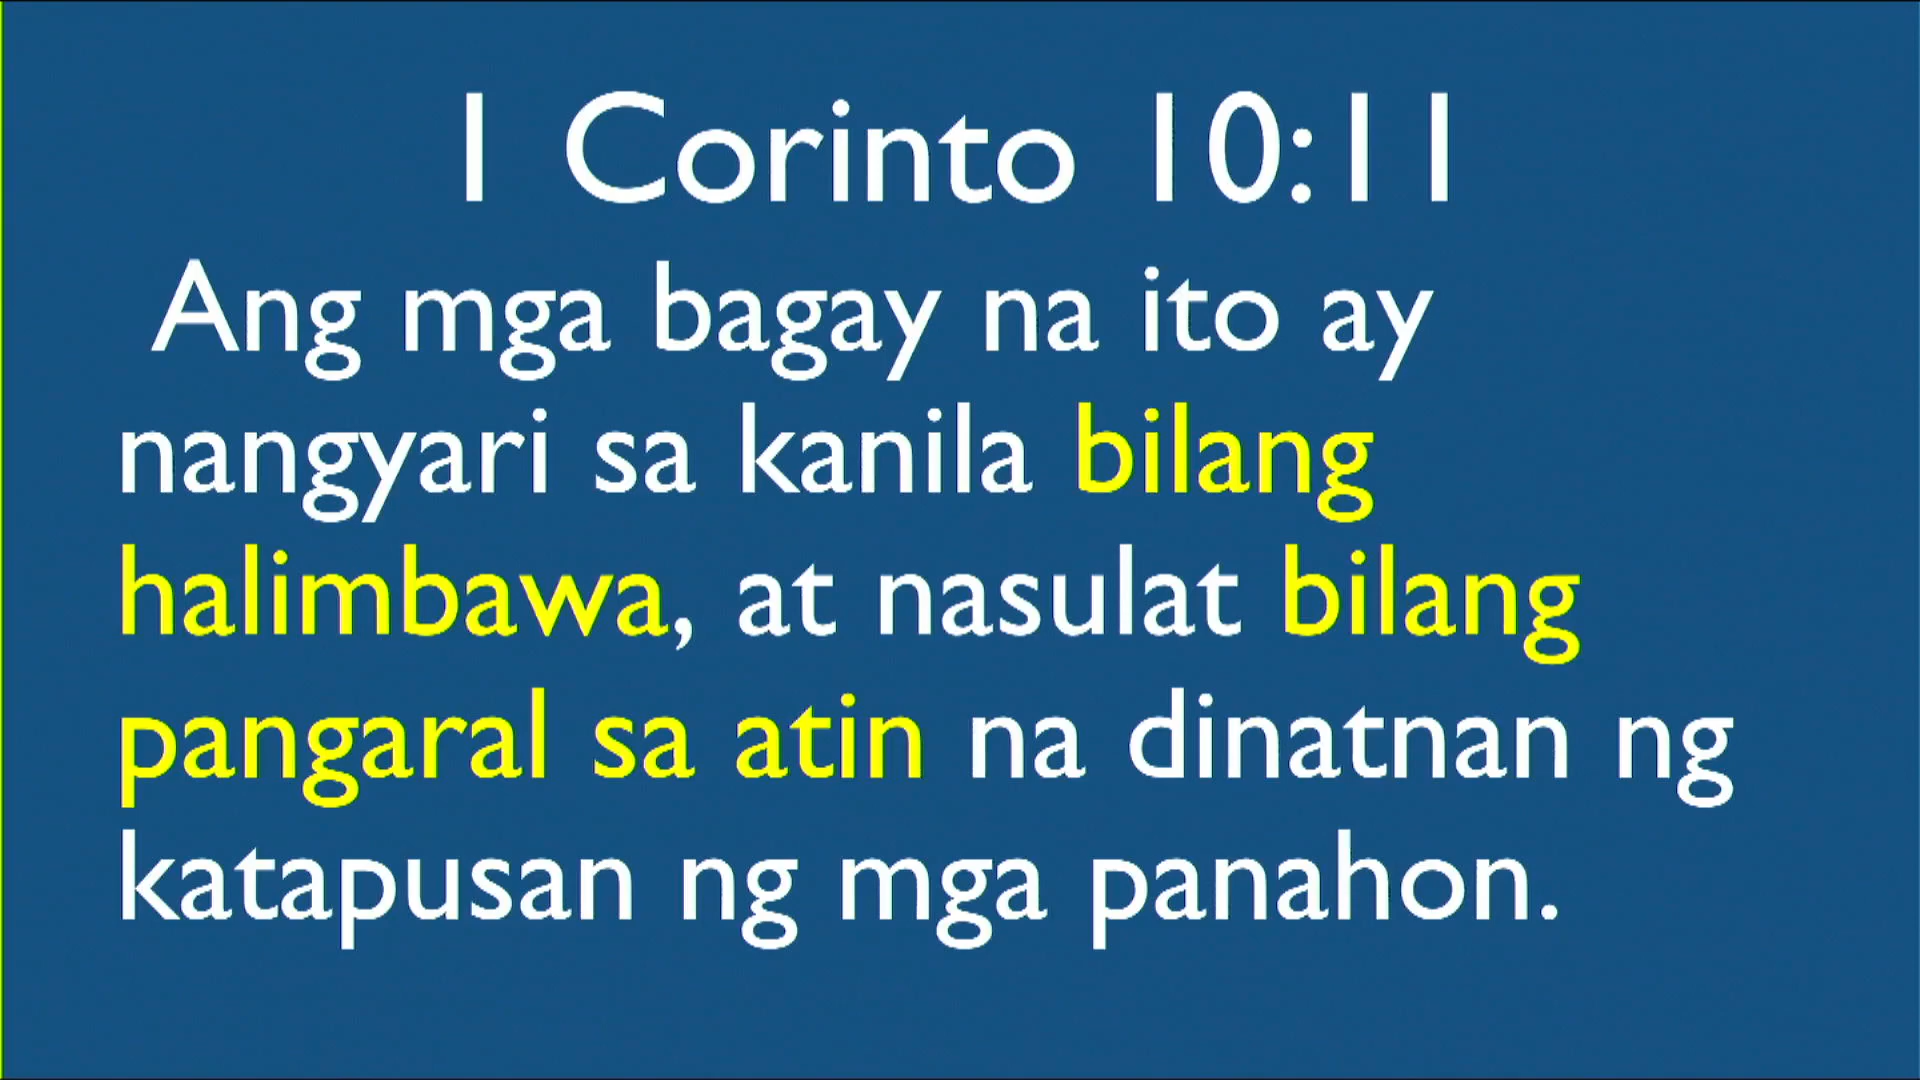 1 Corinto 10:11
Ang mga bagay na ito ay
nangyari sa kanila bilang
halimbawa, at nasulat bilang
pangaral sa atin na dinatnan ng
katapusan ng mga panahon.